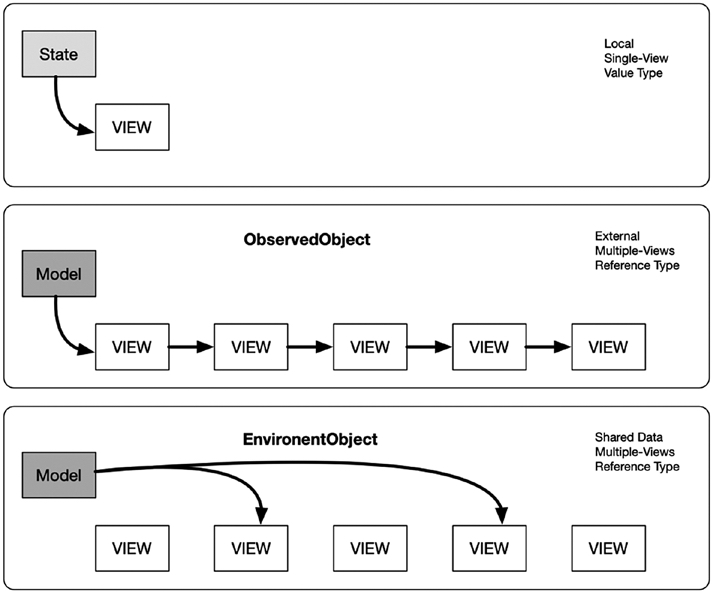 State
VIEW
Local
Single-View
Value Type
ObservedObject
Model
External
Multiple-Views
Reference Type
VIEW
VIEW
VIEW
VIEW
VIEW
EnvironentObject
Model
Shared Data
Multiple-Views
Reference Type
VIEW
VIEW
VIEW
VIEW
VIEW